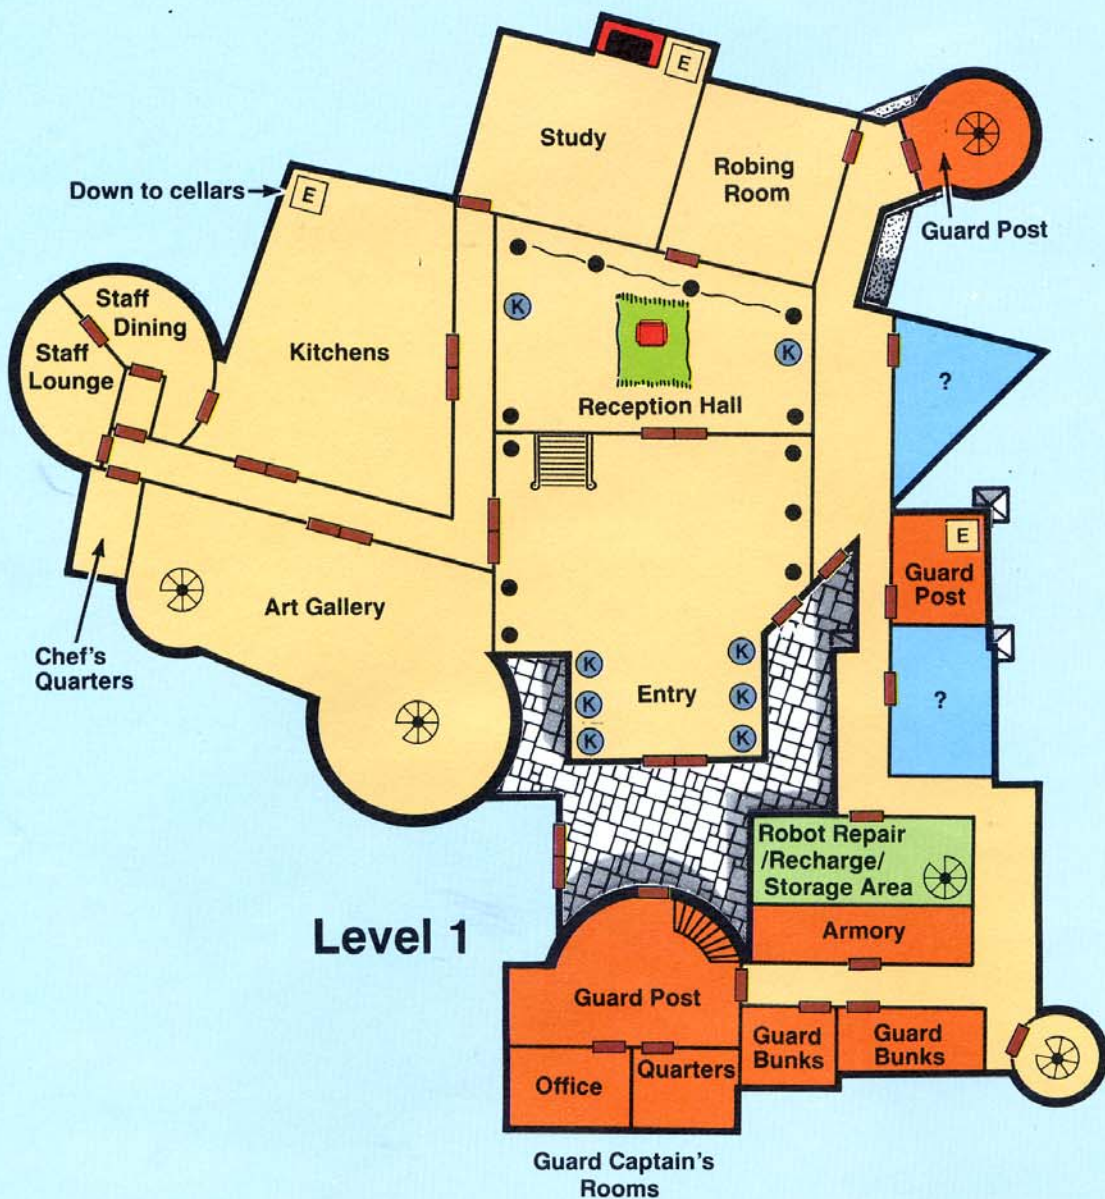 E
Study
Robing
Room
Down to cellars
E
Guard Post
Staff
Dining
Staff
Lounge
Kitchens
K
K
?
Reception Hall
E
Guard
Post
Art Gallery
Chef's
Quarters
K
K
K
Entry
K
K
K
?
Robot Repair
/Recharge/
Storage Area
Armory
Level 1
Guard Post
Guard
Bunks
Guard
Bunks
Office
Quarters
Guard Captain's
Rooms